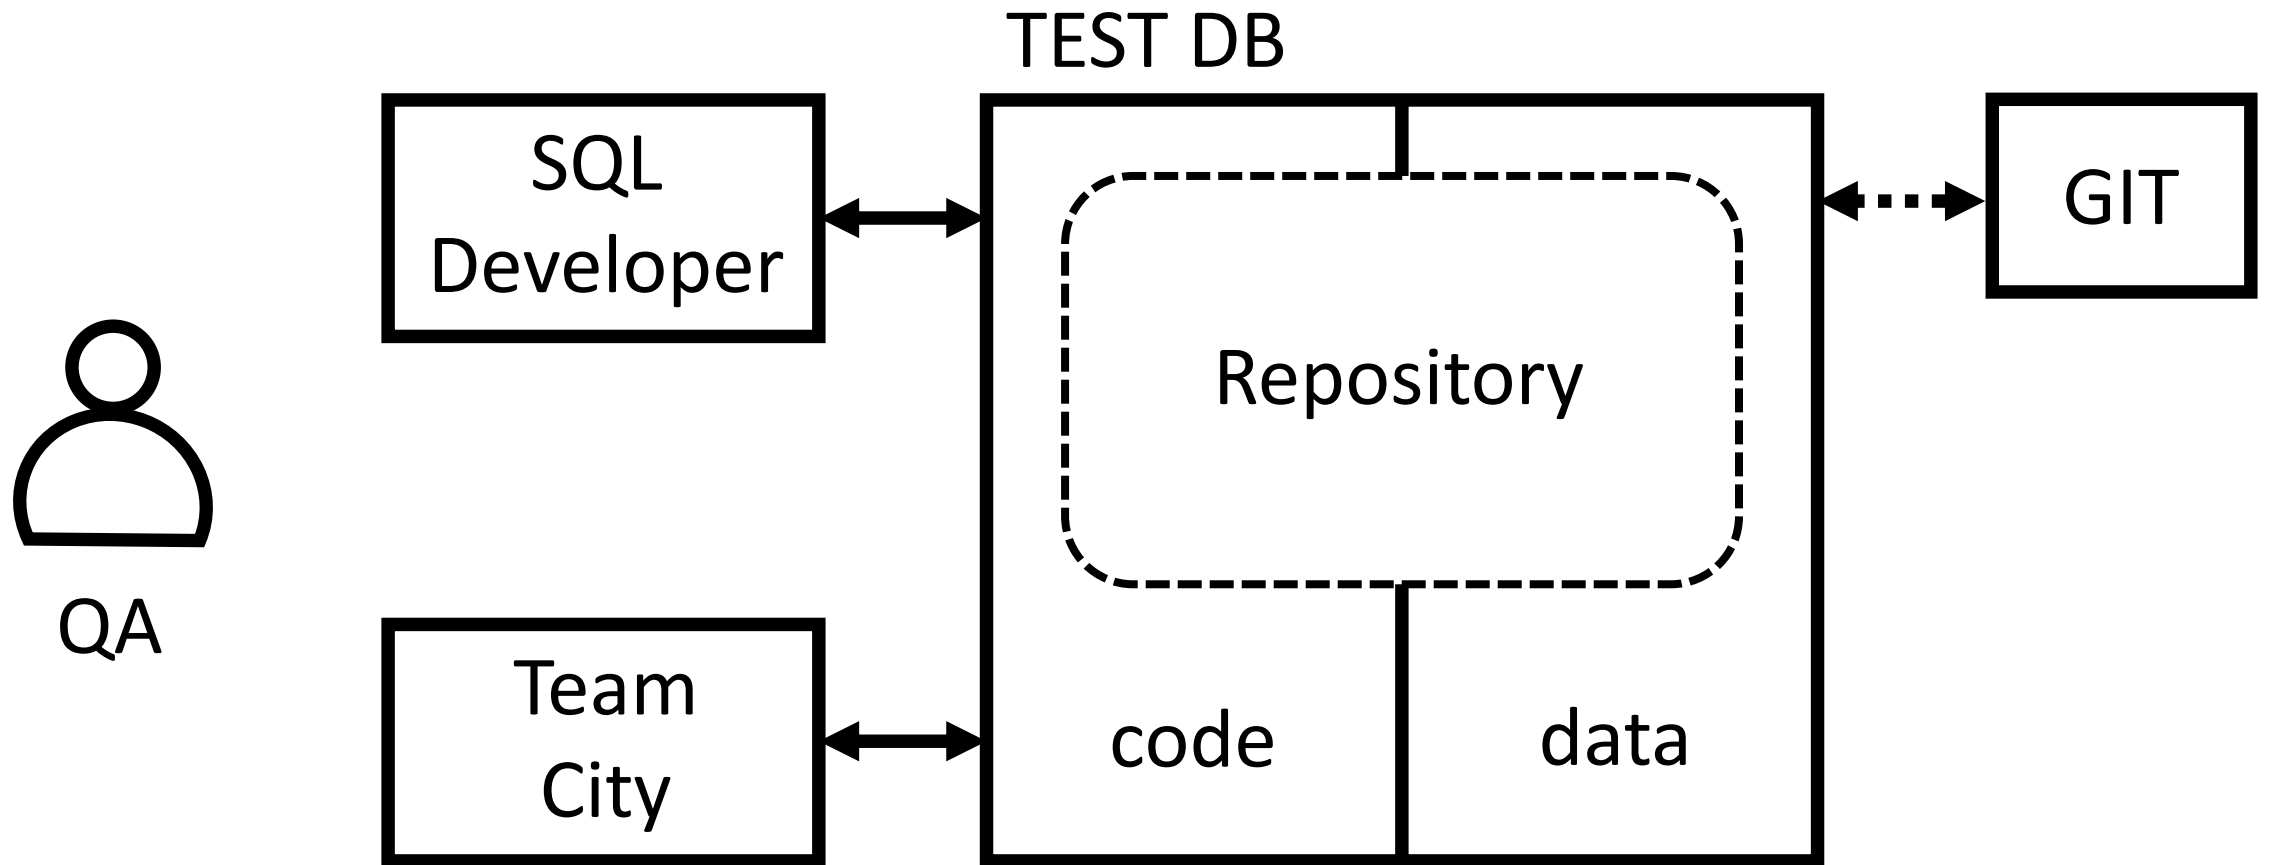 TEST DB
SQL
Developer
GIT
Repository
QA
Team
City
code
data